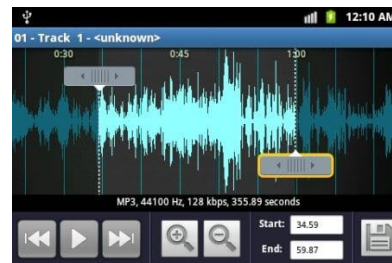 12:10 AM
01 - Track 1 - <unknown>
0:30 0:45 1:00
MP3, 44100 Hz, 128 kbps, 355.89 seconds
Start: 34.59
End: 59.87